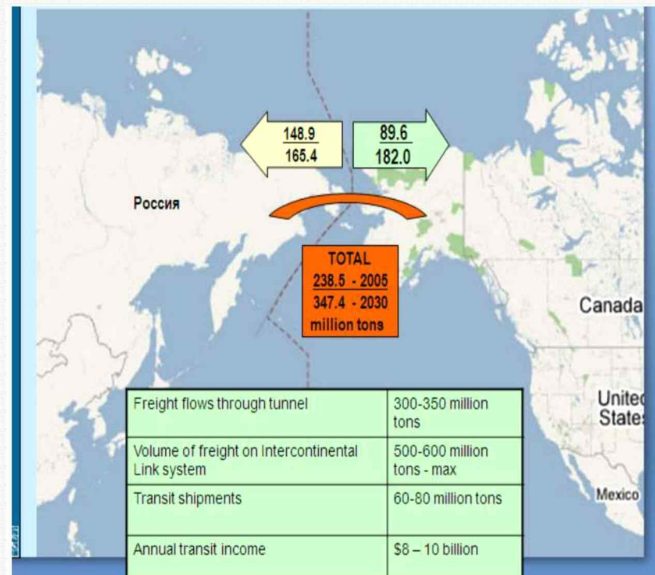 148.9
165.4
89.6
182.0
Россия
TOTAL
238.5 - 2005
347.4 - 2030
million tons
Canada
United
States
Mexico
Freight flows through tunnel
300-350 million
tons
Volume of freight on Intercontinental
Link system
500-600 million
tons - max
Transit shipments
60-80 million tons
Annual transit income
$8 – 10 billion